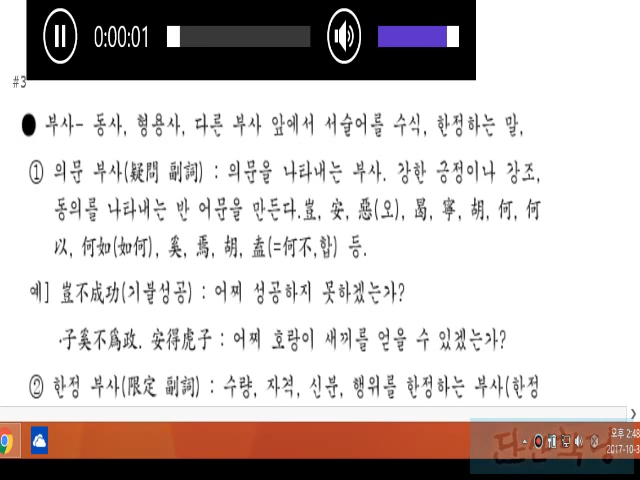 0:00:01
#3
● 부사- 동사, 형용사, 다른 부사 앞에서 서술어를 수식, 한정하는 말,
① 의문 부사(疑問 副詞) : 의문을 나타내는 부사. 강한 긍정이나 강조,
동의를 나타내는 반 어문을 만든다.豈, 安, 惡(오), 曷, 寧, 胡, 何, 何
以, 何如(如何), 奚, 焉, 胡, 盍(=何不,합) 등.
예] 豈不成功(기불성공) : 어찌 성공하지 못하겠는가?
·子奚不爲政. 安得虎子 : 어찌 호랑이 새끼를 얻을 수 있겠는가?
② 한정 부사(限定 副詞) : 수량, 자격, 신분, 행위를 한정하는 부사(한정
오후 2:48
2017-10-3